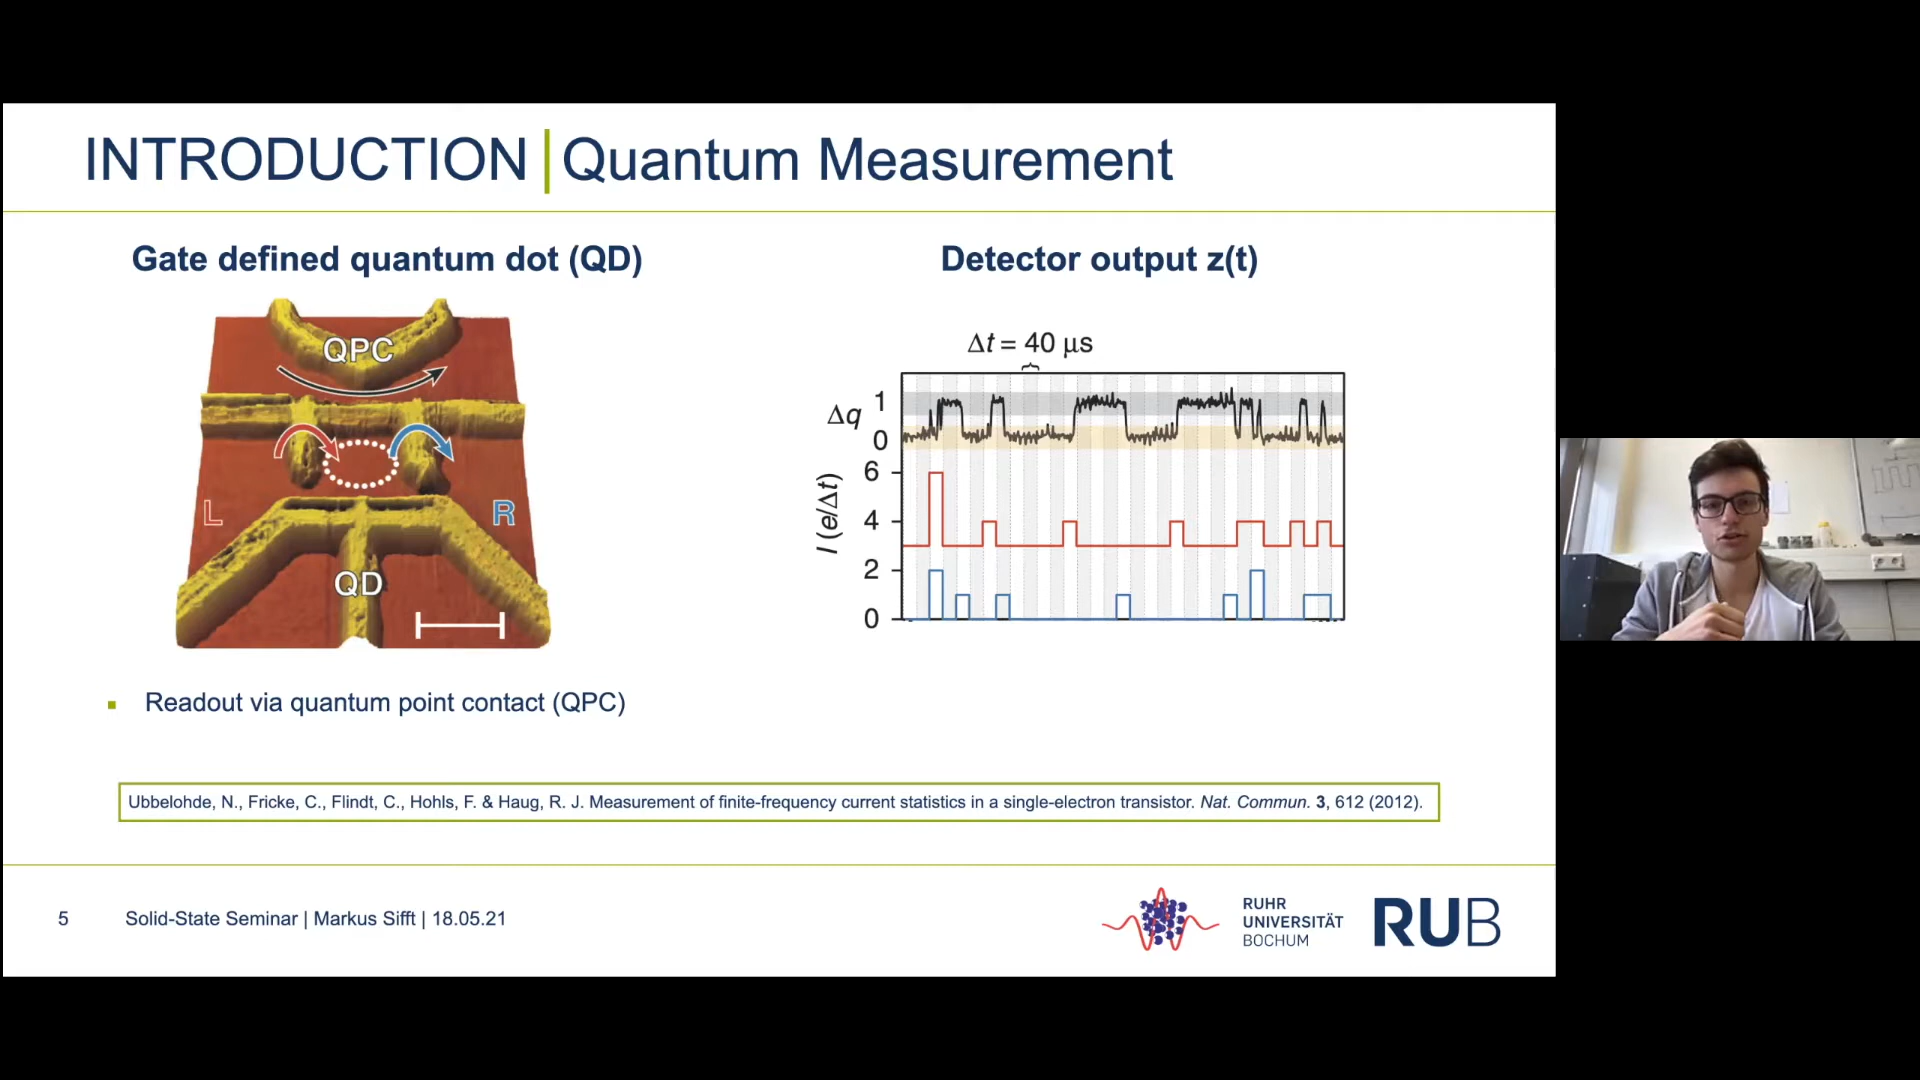 INTRODUCTION | Quantum Measurement
Gate defined quantum dot (QD)
QPC
L
R
QD
▪ Readout via quantum point contact (QPC)
Detector output z(t)
Δt = 40 μs
Δq
1
0
I (e/Δt)
6
4
2
0
Ubbelohde, N., Fricke, C., Flindt, C., Hohls, F. & Haug, R. J. Measurement of finite-frequency current statistics in a single-electron transistor. Nat. Commun. 3, 612 (2012).
5
Solid-State Seminar | Markus Sifft | 18.05.21
RUHR
UNIVERSITÄT
BOCHUM
RUB